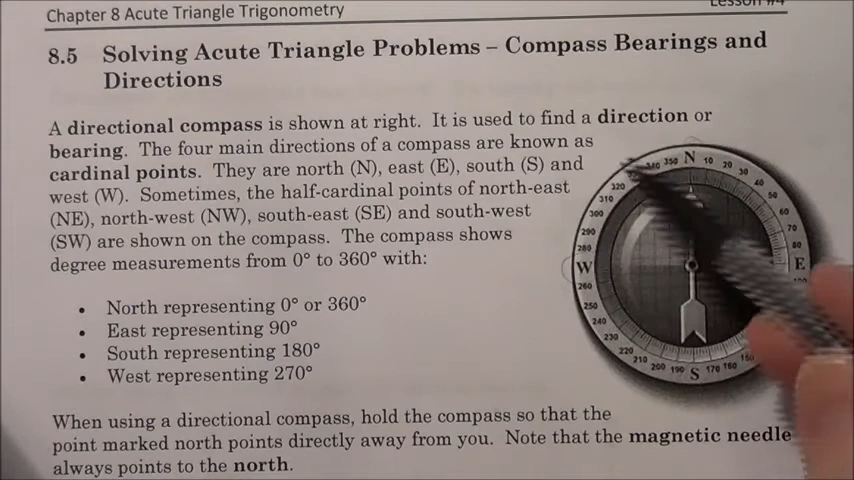 Chapter 8 Acute Triangle Trigonometry
Lesson #4
8.5 Solving Acute Triangle Problems – Compass Bearings and
Directions
A directional compass is shown at right. It is used to find a direction or
bearing. The four main directions of a compass are known as
cardinal points. They are north (N), east (E), south (S) and
west (W). Sometimes, the half-cardinal points of north-east
(NE), north-west (NW), south-east (SE) and south-west
(SW) are shown on the compass. The compass shows
degree measurements from 0° to 360° with:
• North representing 0° or 360°
• East representing 90°
• South representing 180°
• West representing 270°
When using a directional compass, hold the compass so that the
point marked north points directly away from you. Note that the magnetic needle
always points to the north.
N 10 20 30 40 50 60 70 80 E
150 160 170 S 190 200 210 220 230 240 250 260 W 280 290 300 310 320 340 350